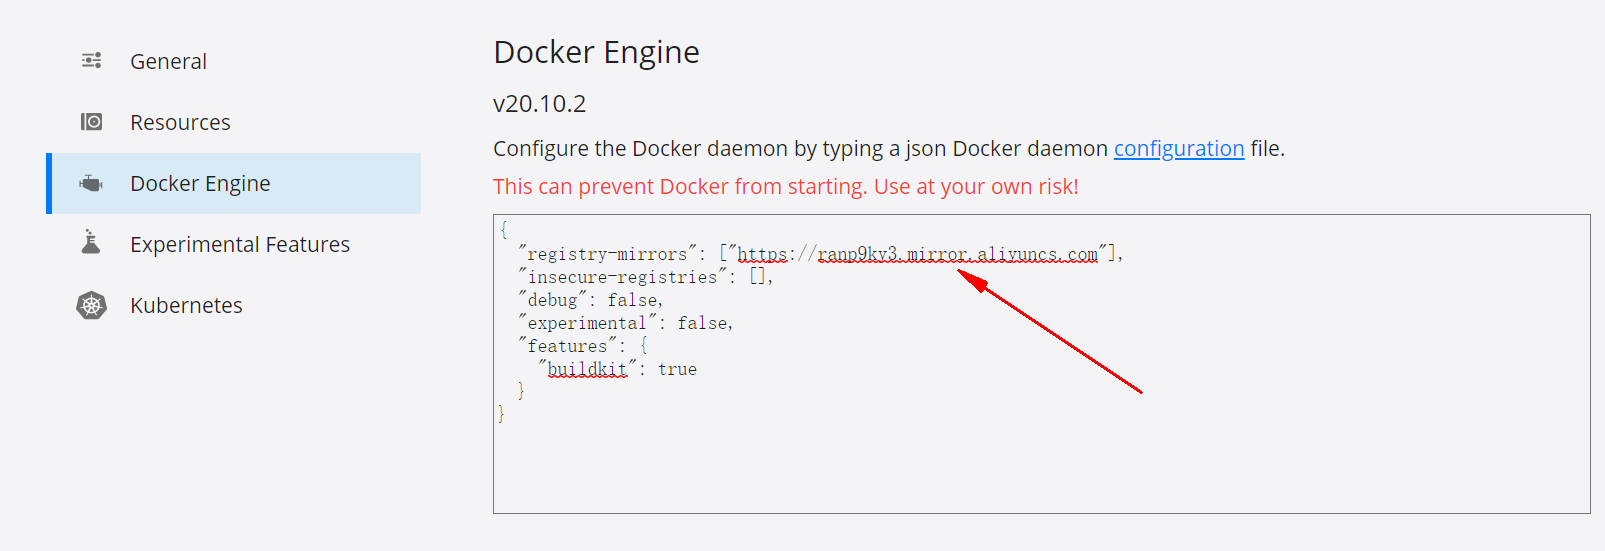 General
Resources
Docker Engine
Experimental Features
Kubernetes
Docker Engine
v20.10.2
Configure the Docker daemon by typing a json Docker daemon configuration file.
This can prevent Docker from starting. Use at your own risk!
{
  "registry-mirrors": ["https://ranp9ky3.mirror.aliyuncs.com"],
  "insecure-registries": [],
  "debug": false,
  "experimental": false,
  "features": {
    "buildkit": true
  }
}